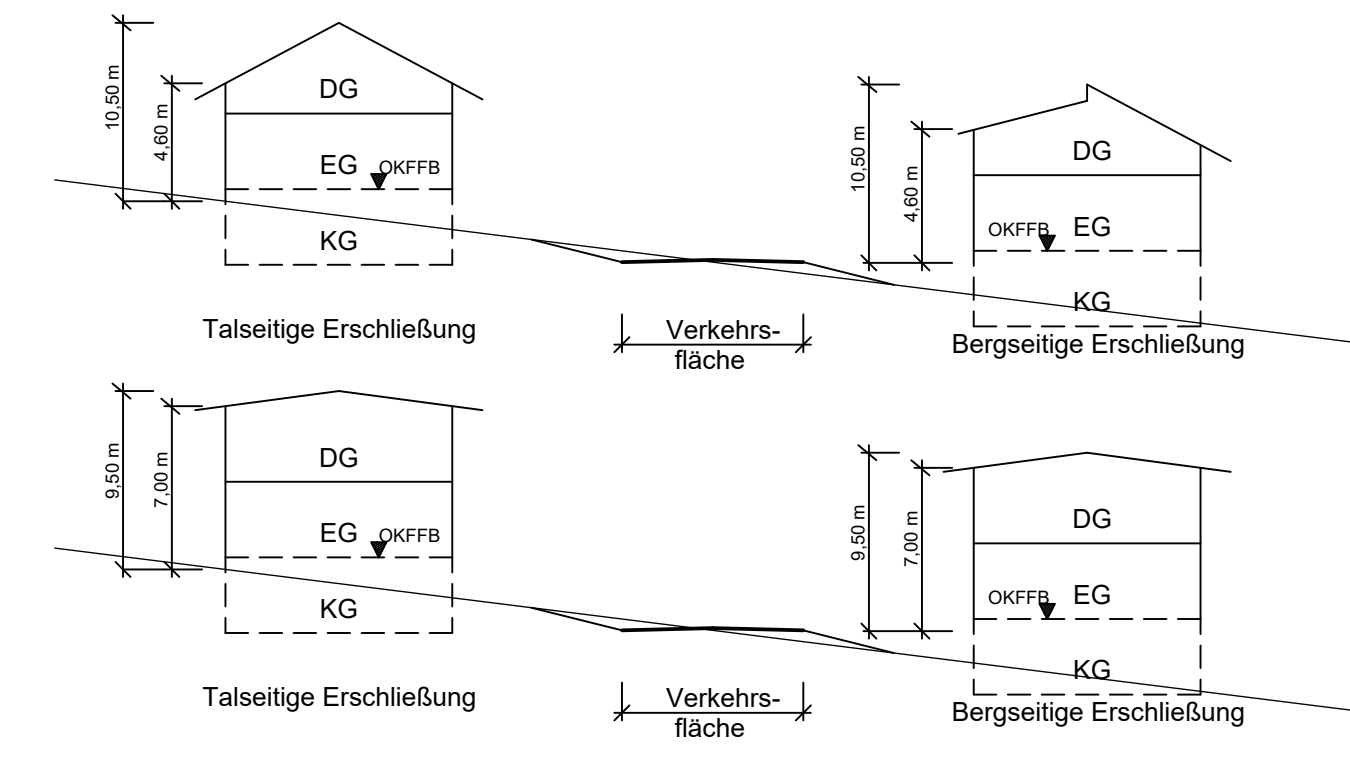 10,50 m
4,60 m
DG
EG
OKFFB
KG
Talseitige Erschließung
Verkehrs-
fläche
10,50 m
4,60 m
DG
OKFFB
EG
KG
Bergseitige Erschließung
9,50 m
7,00 m
DG
EG
OKFFB
KG
Talseitige Erschließung
Verkehrs-
fläche
9,50 m
7,00 m
DG
OKFFB
EG
KG
Bergseitige Erschließung